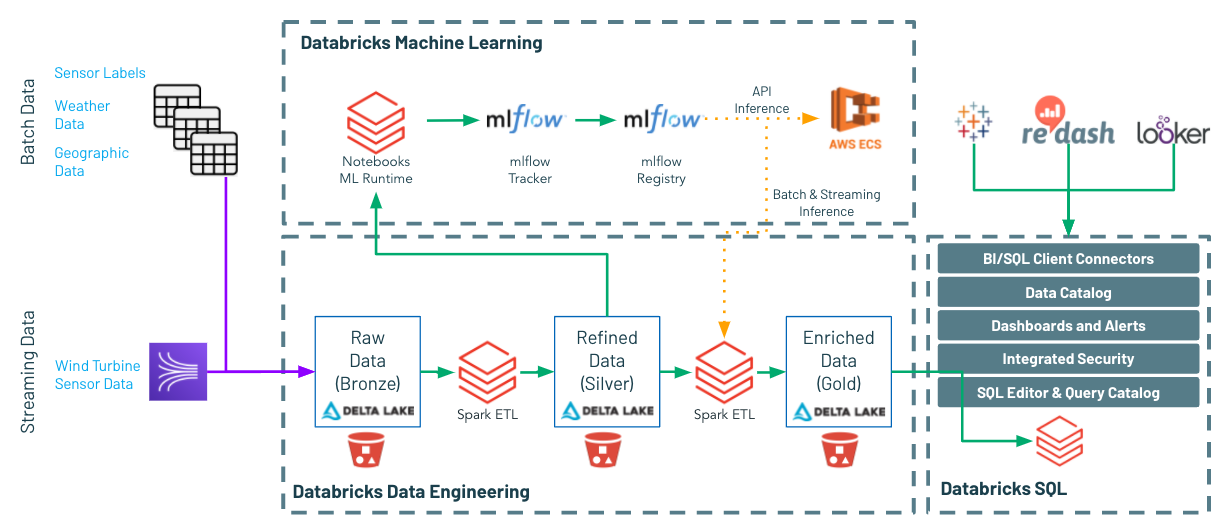 Batch Data
Sensor Labels
Weather
Data
Geographic
Data
Streaming Data
Wind Turbine
Sensor Data
Databricks Machine Learning
Notebooks
ML Runtime
mlflow
mlflow
Tracker
mlflow
mlflow
Registry
API
Inference
AWS ECS
Batch & Streaming
Inference
Raw
Data
(Bronze)
DELTA LAKE
Spark ETL
Refined
Data
(Silver)
DELTA LAKE
Spark ETL
Enriched
Data
(Gold)
DELTA LAKE
Databricks Data Engineering
redash
looker
BI/SQL Client Connectors
Data Catalog
Dashboards and Alerts
Integrated Security
SQL Editor & Query Catalog
Databricks SQL